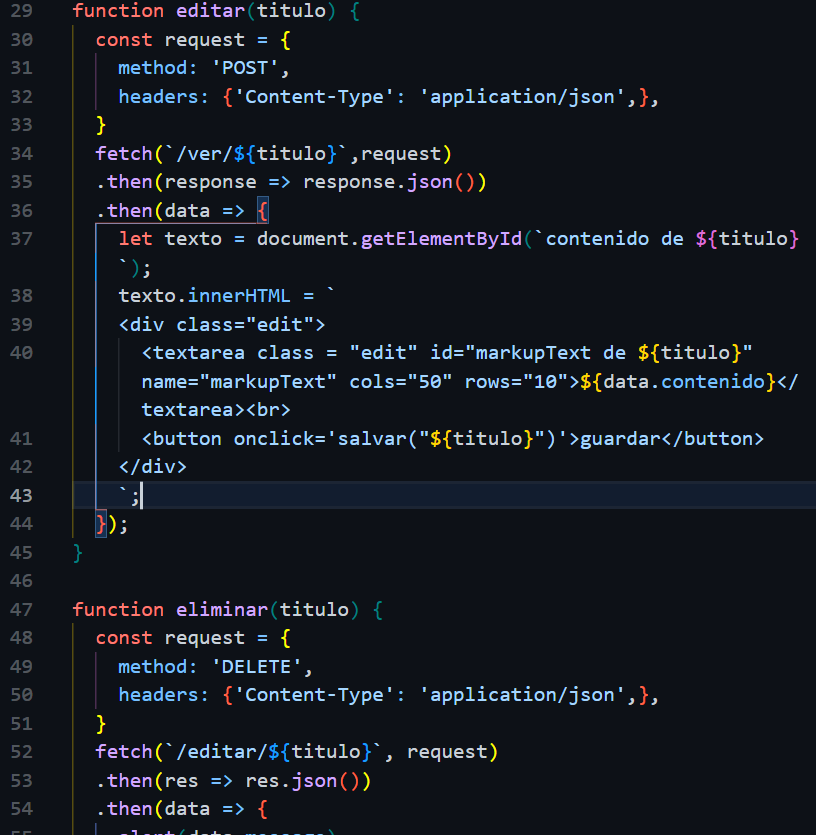 29 function editar(titulo) {
30 const request = {
31 method: 'POST',
32 headers: {'Content-Type': 'application/json',},
33 }
34 fetch(`/ver/${titulo}`,request)
35 .then(response => response.json())
36 .then(data => {
37 let texto = document.getElementById(`contenido de ${titulo}
`);
38 texto.innerHTML = `
39 <div class="edit">
40 <textarea class = "edit" id="markupText de ${titulo}"
name="markupText" cols="50" rows="10">${data.contenido}</
textarea><br>
41 <button onclick='salvar("${titulo}")'>guardar</button>
42 </div>
43 `;
44 });
45 }
46
47 function eliminar(titulo) {
48 const request = {
49 method: 'DELETE',
50 headers: {'Content-Type': 'application/json',},
51 }
52 fetch(`/editar/${titulo}`, request)
53 .then(res => res.json())
54 .then(data => {
55 alert(data.message)